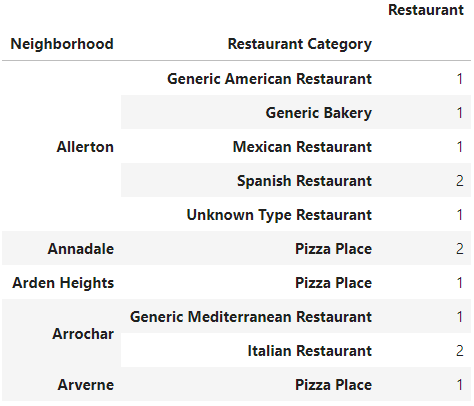 Restaurant
Neighborhood Restaurant Category
Allerton Generic American Restaurant 1
Generic Bakery 1
Mexican Restaurant 1
Spanish Restaurant 2
Unknown Type Restaurant 1
Annadale Pizza Place 2
Arden Heights Pizza Place 1
Arrochar Generic Mediterranean Restaurant 1
Italian Restaurant 2
Arverne Pizza Place 1